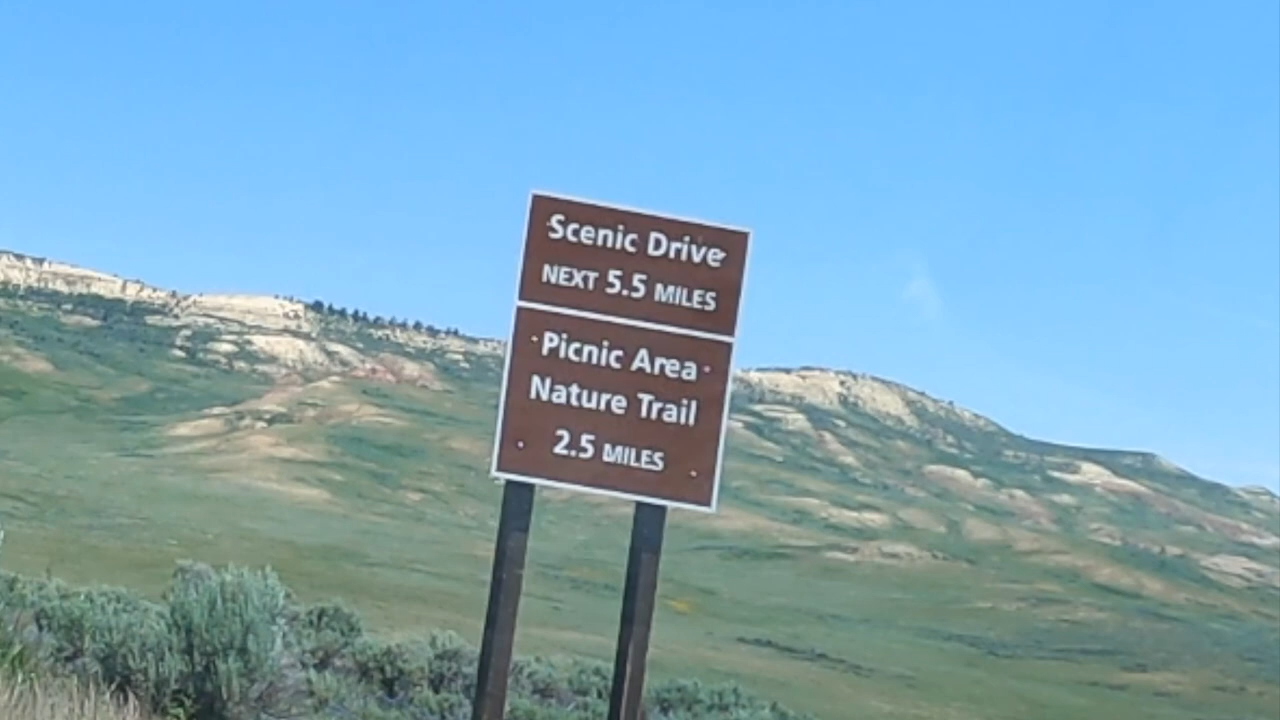 Scenic Drive
NEXT 5.5 MILES
Picnic Area
Nature Trail
2.5 MILES